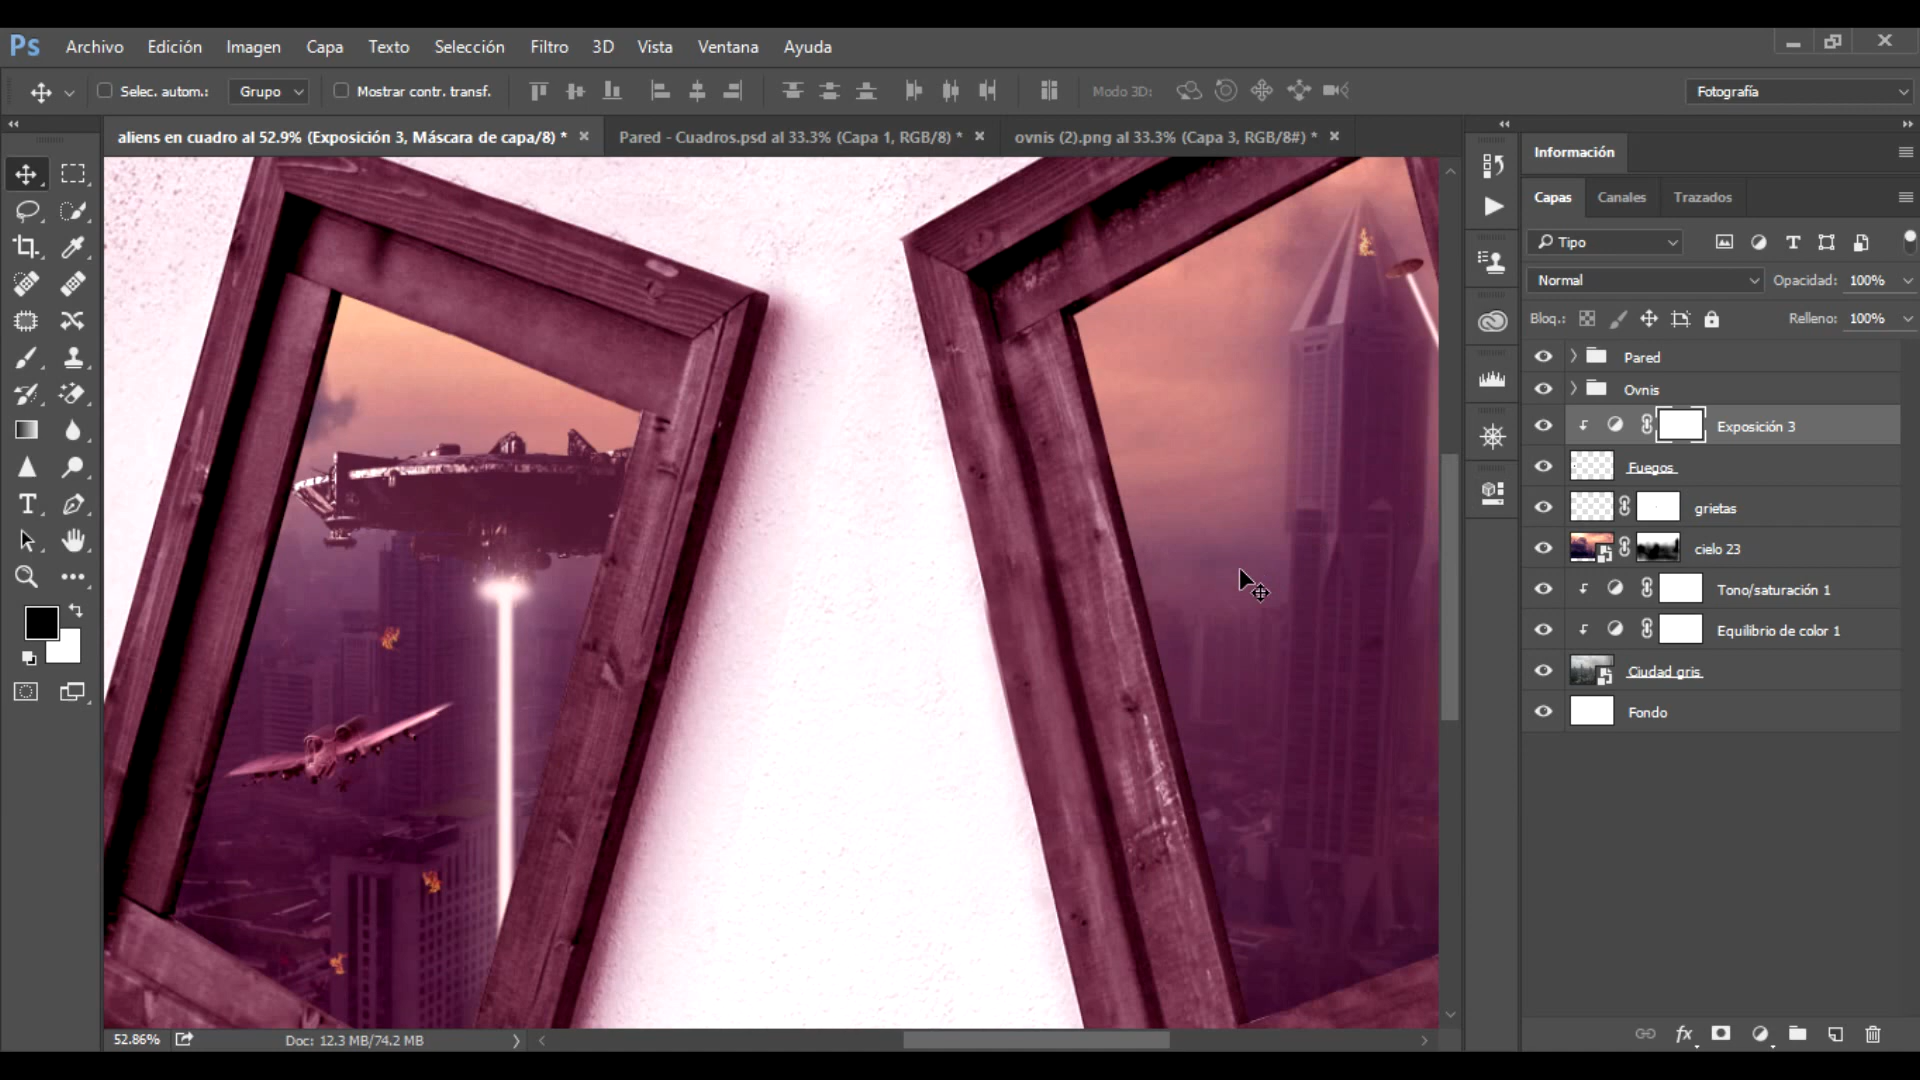 Ps Archivo Edición Imagen Capa Texto Selección Filtro 3D Vista Ventana Ayuda
Selec. autom.: Grupo Mostrar contr. transf. Modo 3D: Fotografía
aliens en cuadro al 52.9% (Exposición 3, Máscara de capa/8) * Pared - Cuadros.psd al 33.3% (Capa 1, RGB/8) * ovnis (2).png al 33.3% (Capa 3, RGB/8#) *
Información
Capas Canales Trazados
Tipo
Normal Opacidad: 100%
Bloq.: Relleno: 100%
Pared
Ovnis
Exposición 3
Fuegos
grietas
cielo 23
Tono/saturación 1
Equilibrio de color 1
Ciudad gris
Fondo
52.86% Doc: 12.3 MB/74.2 MB
fx